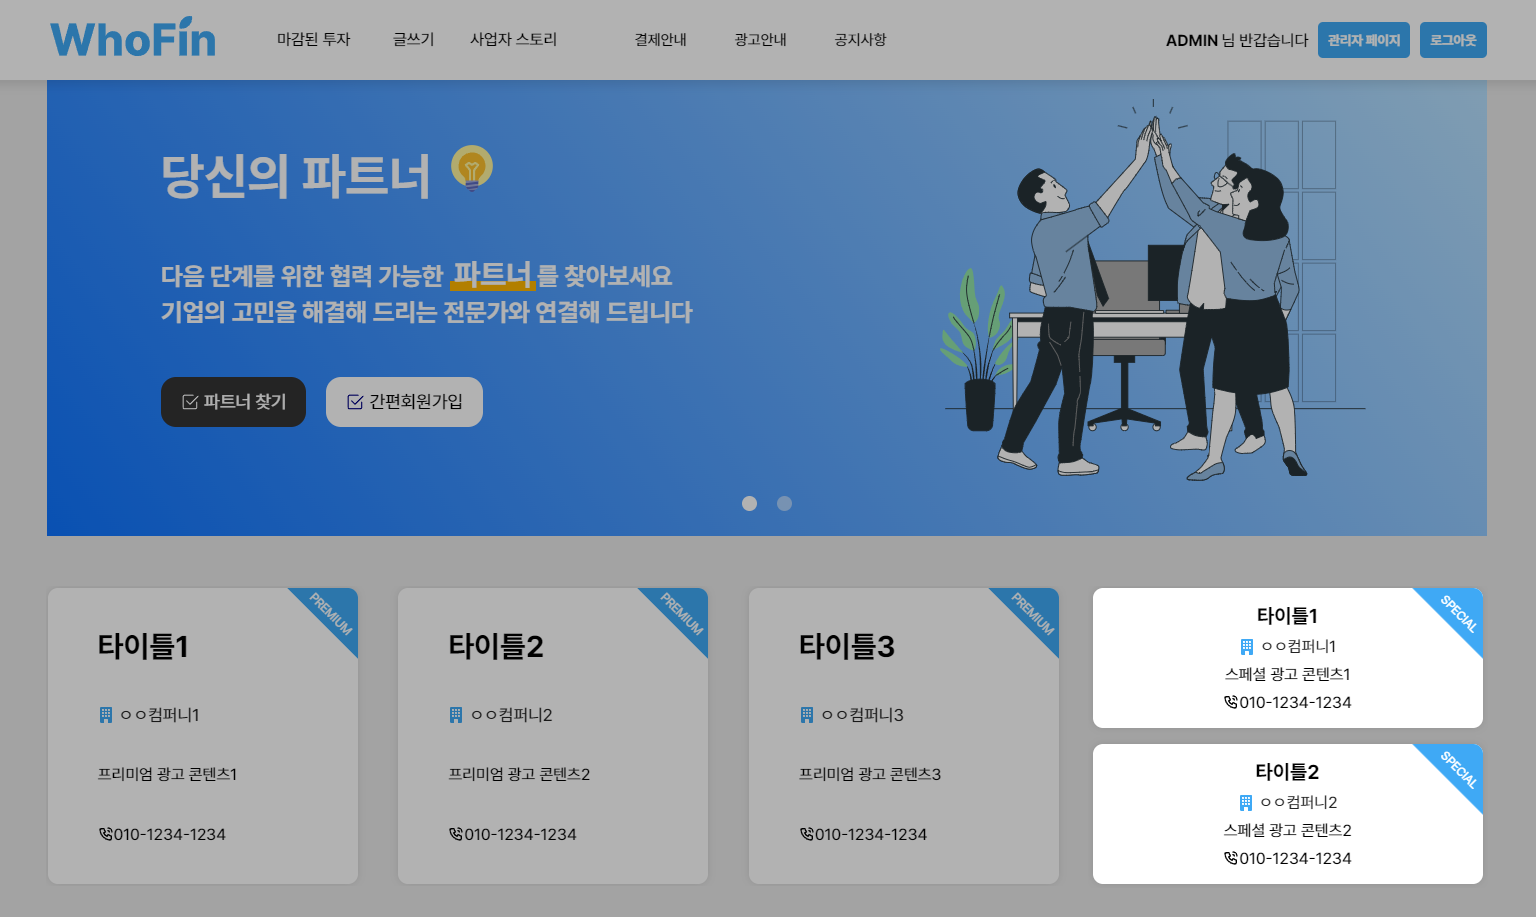 WhoFin
마감된 투자 글쓰기 사업자 스토리 결제안내 광고안내 공지사항 ADMIN 님 반갑습니다 관리자 페이지 로그아웃
당신의 파트너
다음 단계를 위한 협력 가능한 파트너를 찾아보세요
기업의 고민을 해결해 드리는 전문가와 연결해 드립니다
파트너 찾기 간편회원가입
PREMIUM
타이틀1
ㅇㅇ컴퍼니1
프리미엄 광고 콘텐츠1
010-1234-1234
PREMIUM
타이틀2
ㅇㅇ컴퍼니2
프리미엄 광고 콘텐츠2
010-1234-1234
PREMIUM
타이틀3
ㅇㅇ컴퍼니3
프리미엄 광고 콘텐츠3
010-1234-1234
SPECIAL
타이틀1
ㅇㅇ컴퍼니1
스페셜 광고 콘텐츠1
010-1234-1234
SPECIAL
타이틀2
ㅇㅇ컴퍼니2
스페셜 광고 콘텐츠2
010-1234-1234